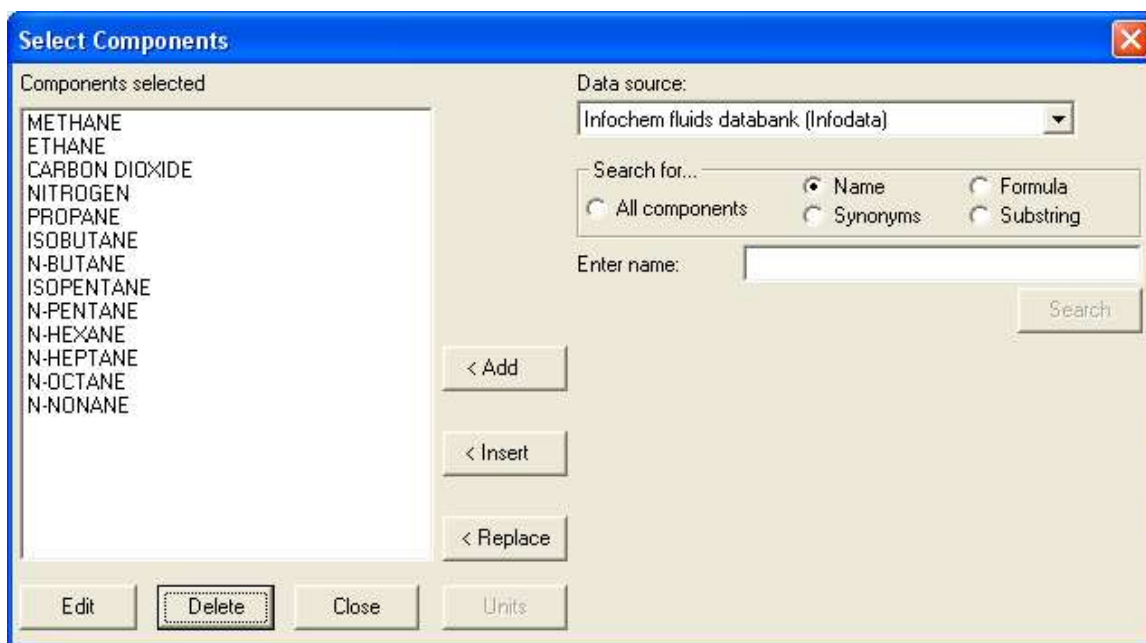 Select Components
Components selected
METHANE
ETHANE
CARBON DIOXIDE
NITROGEN
PROPANE
ISOBUTANE
N-BUTANE
ISOPENTANE
N-PENTANE
N-HEXANE
N-HEPTANE
N-OCTANE
N-NONANE
< Add
< Insert
< Replace
Edit Delete Close Units
Data source:
Infochem fluids databank (Infodata)
Search for...
All components Name Formula
Synonyms Substring
Enter name:
Search